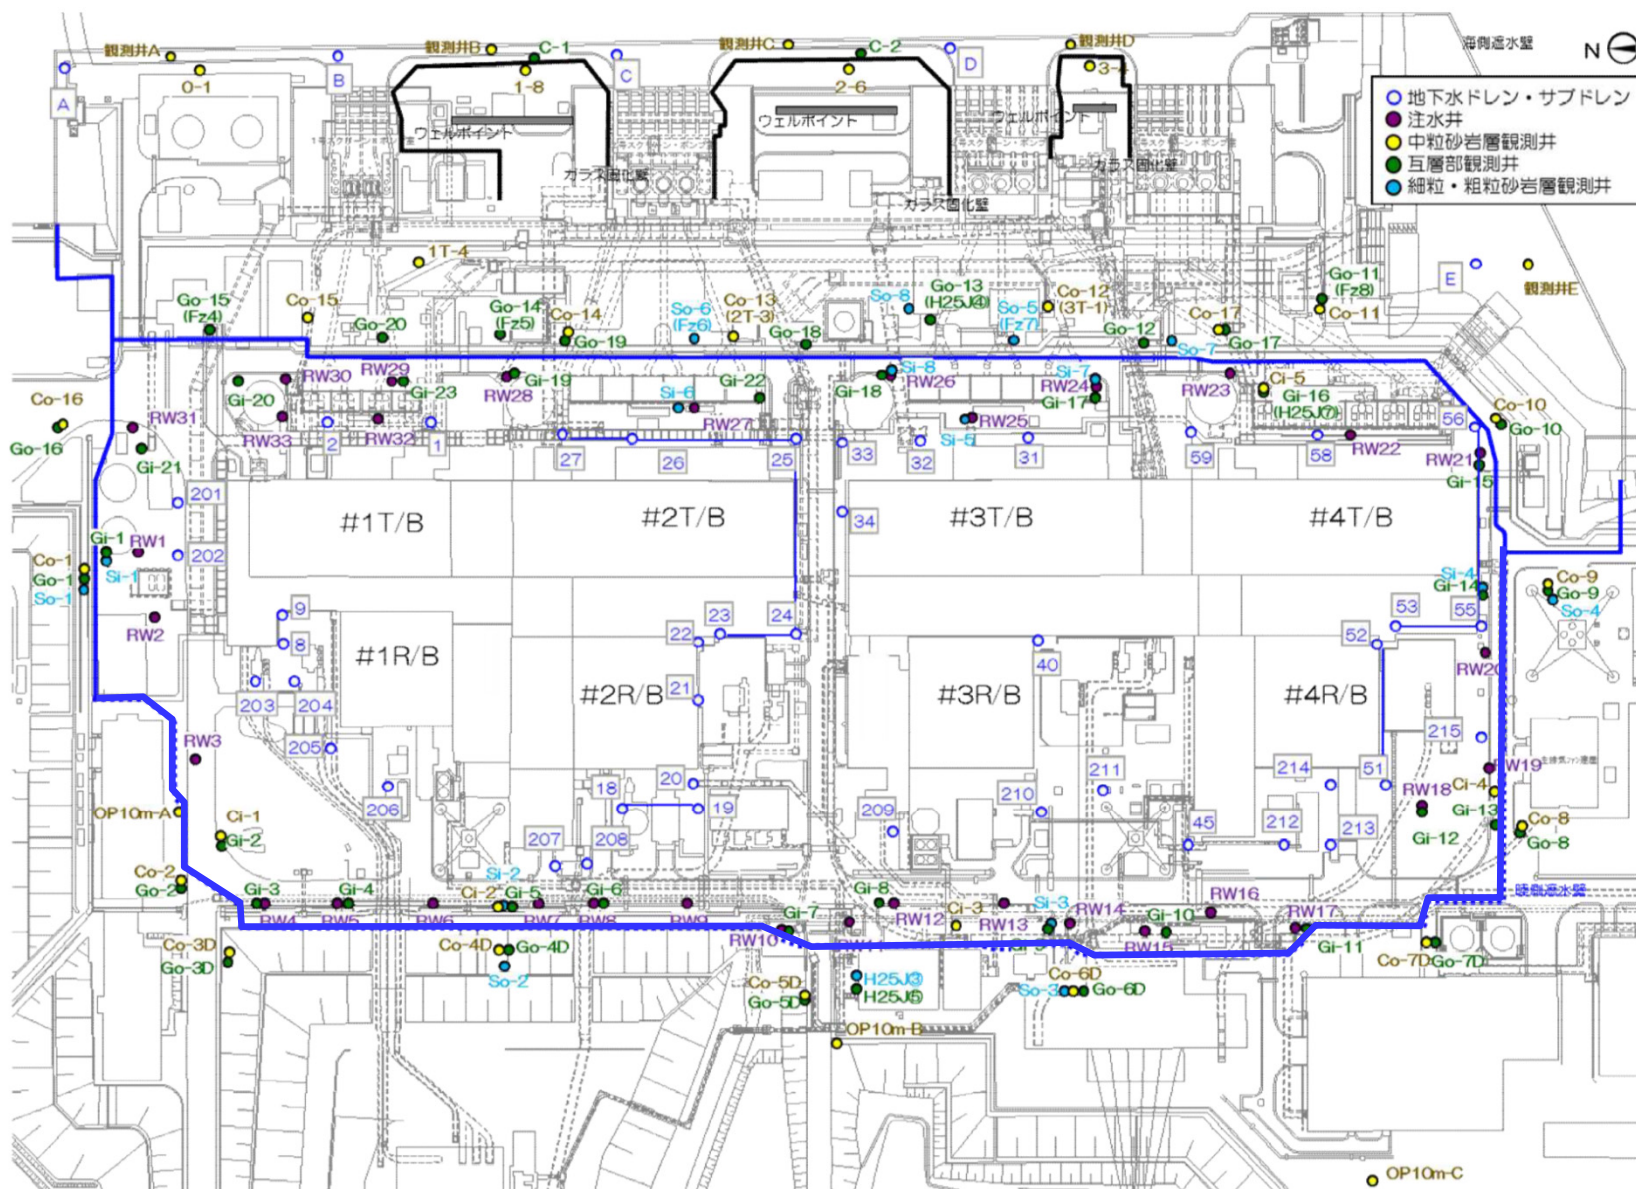 観測井A
観測井B
C-1
観測井C
C-2
観測井D
海側遮水壁
N
A
0-1
B
1-8
C
2-6
D
3-4
地下水ドレン・サブドレン
注水井
中粒砂岩層観測井
互層部観測井
細粒・粗粒砂岩層観測井
ウェルポイント
ウェルポイント
ウェルポイント
ガラス固化壁
ガラス固化壁
ガラス固化壁
1T-4
E
観測井E
Go-15
(Fz4)
Co-15
Go-20
Go-14
(Fz5)
Co-14
Go-19
So-6
(Fz6)
Co-13
(2T-3)
Go-18
So-8
Go-13
(H25J④)
So-5
(Fz7)
Co-12
(3T-1)
Go-12
So-7
Co-17
Go-17
Go-11
(Fz8)
Co-11
RW30
RW29
Gi-20
Gi-23
RW33
RW32
RW28
Gi-19
Si-6
RW27
Gi-22
Gi-18
Si-8
RW26
RW25
Si-5
Si-7
RW24
Gi-17
RW23
Ci-5
Gi-16
(H25J⑦)
RW22
56
Co-10
Go-10
Co-16
Go-16
RW31
Gi-21
2
1
27
26
25
33
32
31
59
58
RW21
Gi-15
201
202
34
#1T/B
#2T/B
#3T/B
#4T/B
Gi-1
RW1
Si-1
Co-1
Go-1
So-1
RW2
Si-4
Gi-14
Co-9
Go-9
So-4
9
8
23
24
22
21
40
53
55
52
RW20
#1R/B
#2R/B
#3R/B
#4R/B
203
204
205
206
RW3
215
RW19
RW18
Ci-4
Gi-13
Gi-12
Co-8
Go-8
OP10m-A
Ci-1
Gi-2
18
20
19
207
208
209
210
211
214
51
45
212
213
Co-2
Go-2
Gi-3
RW4
Gi-4
RW5
RW6
Si-2
Ci-2
Gi-5
RW7
Gi-6
RW8
RW9
Gi-7
RW10
Gi-8
RW12
Ci-3
RW13
Si-3
RW14
Gi-10
RW15
RW16
RW17
Gi-11
陸側遮水壁
Co-3D
Go-3D
Co-4D
Go-4D
So-2
Co-5D
Go-5D
H25J③
H25J⑤
Co-6D
So-3
Go-6D
Co-7D
Go-7D
OP10m-B
OP10m-C